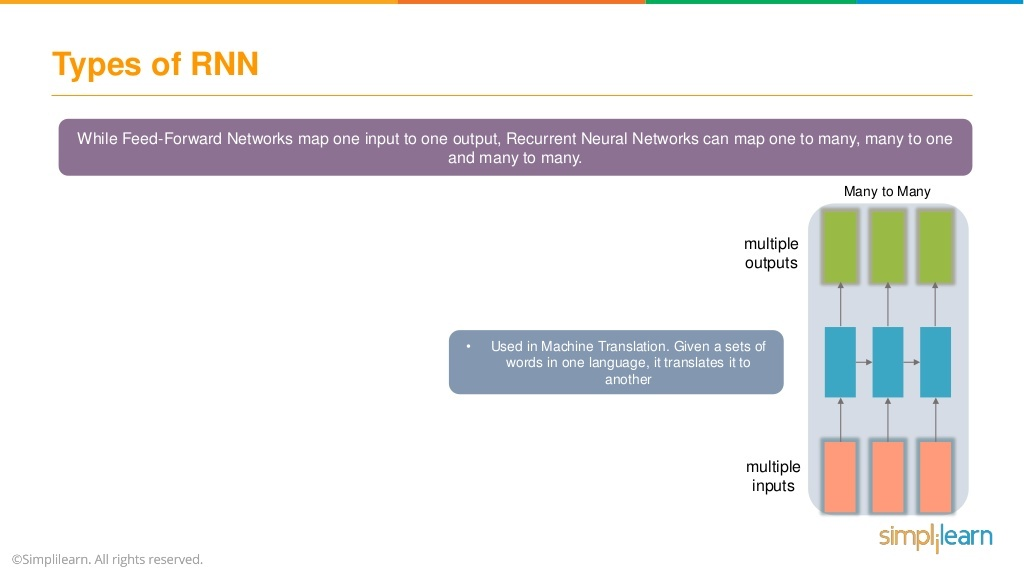 Types of RNN
While Feed-Forward Networks map one input to one output, Recurrent Neural Networks can map one to many, many to one
and many to many.
Many to Many
multiple
outputs
• Used in Machine Translation. Given a sets of
words in one language, it translates it to
another
multiple
inputs
simplilearn
©Simplilearn. All rights reserved.